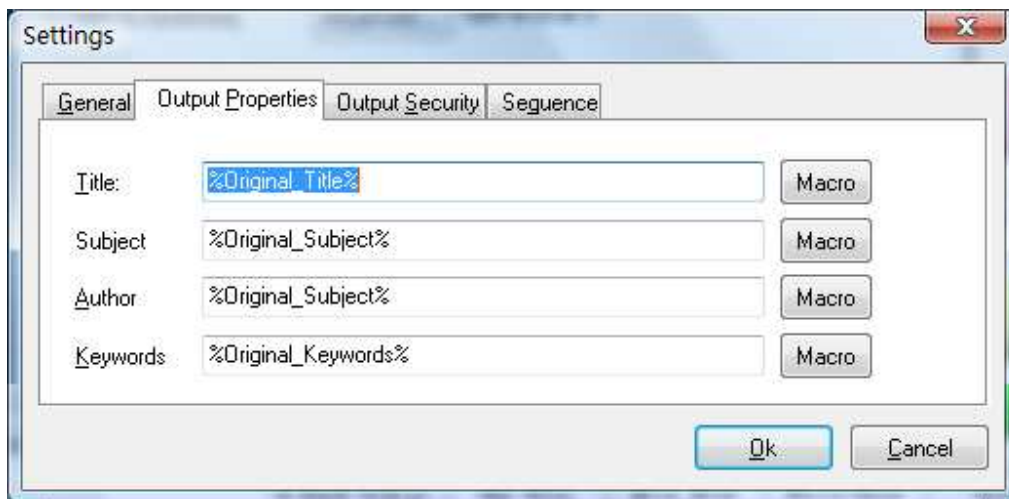 Settings
General Output Properties Output Security Seguence
Title: %Original_Title% Macro
Subject %Original_Subject% Macro
Author %Original_Subject% Macro
Keywords %Original_Keywords% Macro
Ok Cancel